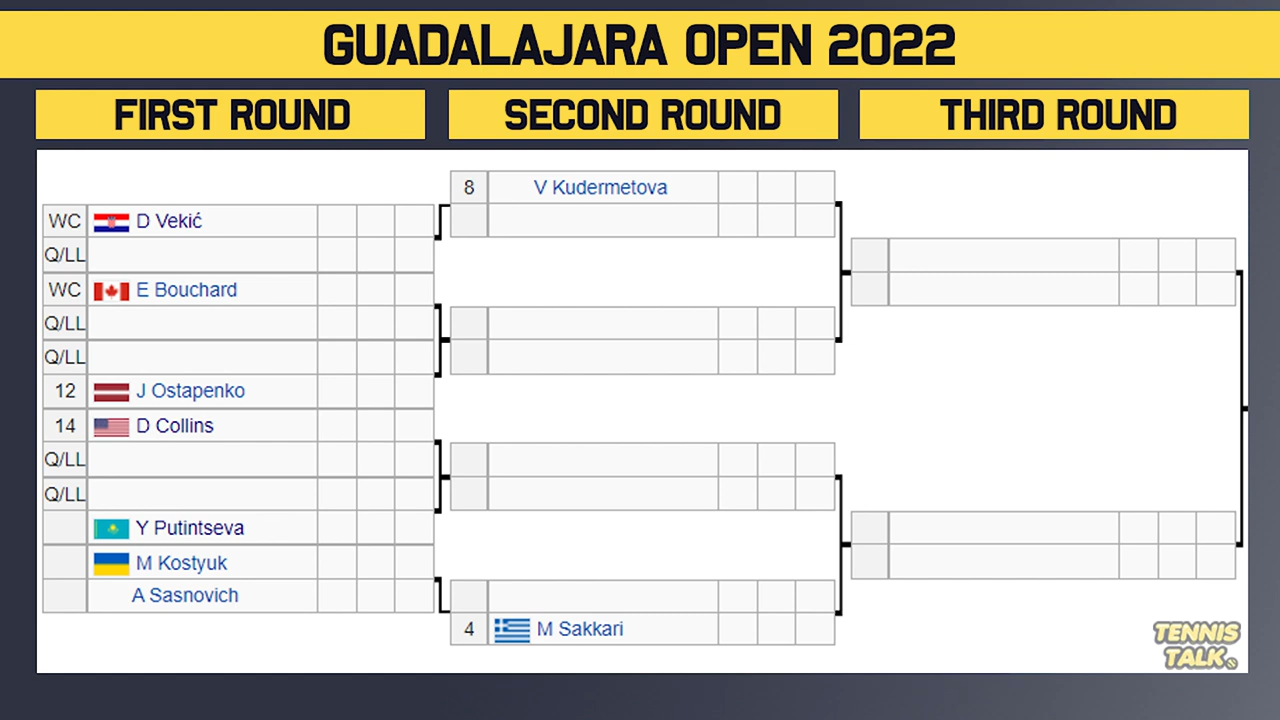 GUADALAJARA OPEN 2022
FIRST ROUND
SECOND ROUND
THIRD ROUND
8 V Kudermetova
WC D Vekić
Q/LL
WC E Bouchard
Q/LL
Q/LL
12 J Ostapenko
14 D Collins
Q/LL
Q/LL
Y Putintseva
M Kostyuk
A Sasnovich
4 M Sakkari
TENNIS
TALK